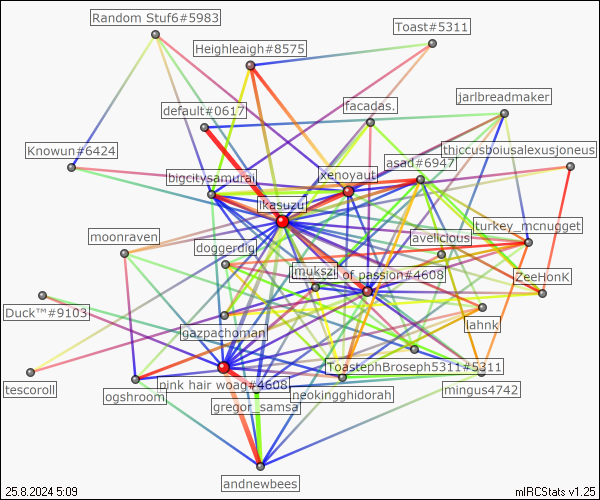 Random Stuf6#5983
Toast#5311
Heighleaigh#8575
jarlbreadmaker
default#0617
facadas.
Knowun#6424
thiccusboiusalexusjoneus
asad#6947
xenoyaut
bigcitysamurai
ikasuzu
turkey_mcnugget
moonraven
avelicious
doggerdig
mukszi
of passion#4608
ZeeHonK
Duck™#9103
gazpachoman
lahnk
ToastephBroseph5311#5311
tescoroll
pink hair woag#4608
ogshroom
neokingghidorah
mingus4742
gregor_samsa
andnewbees
25.8.2024 5:09
mIRCStats v1.25